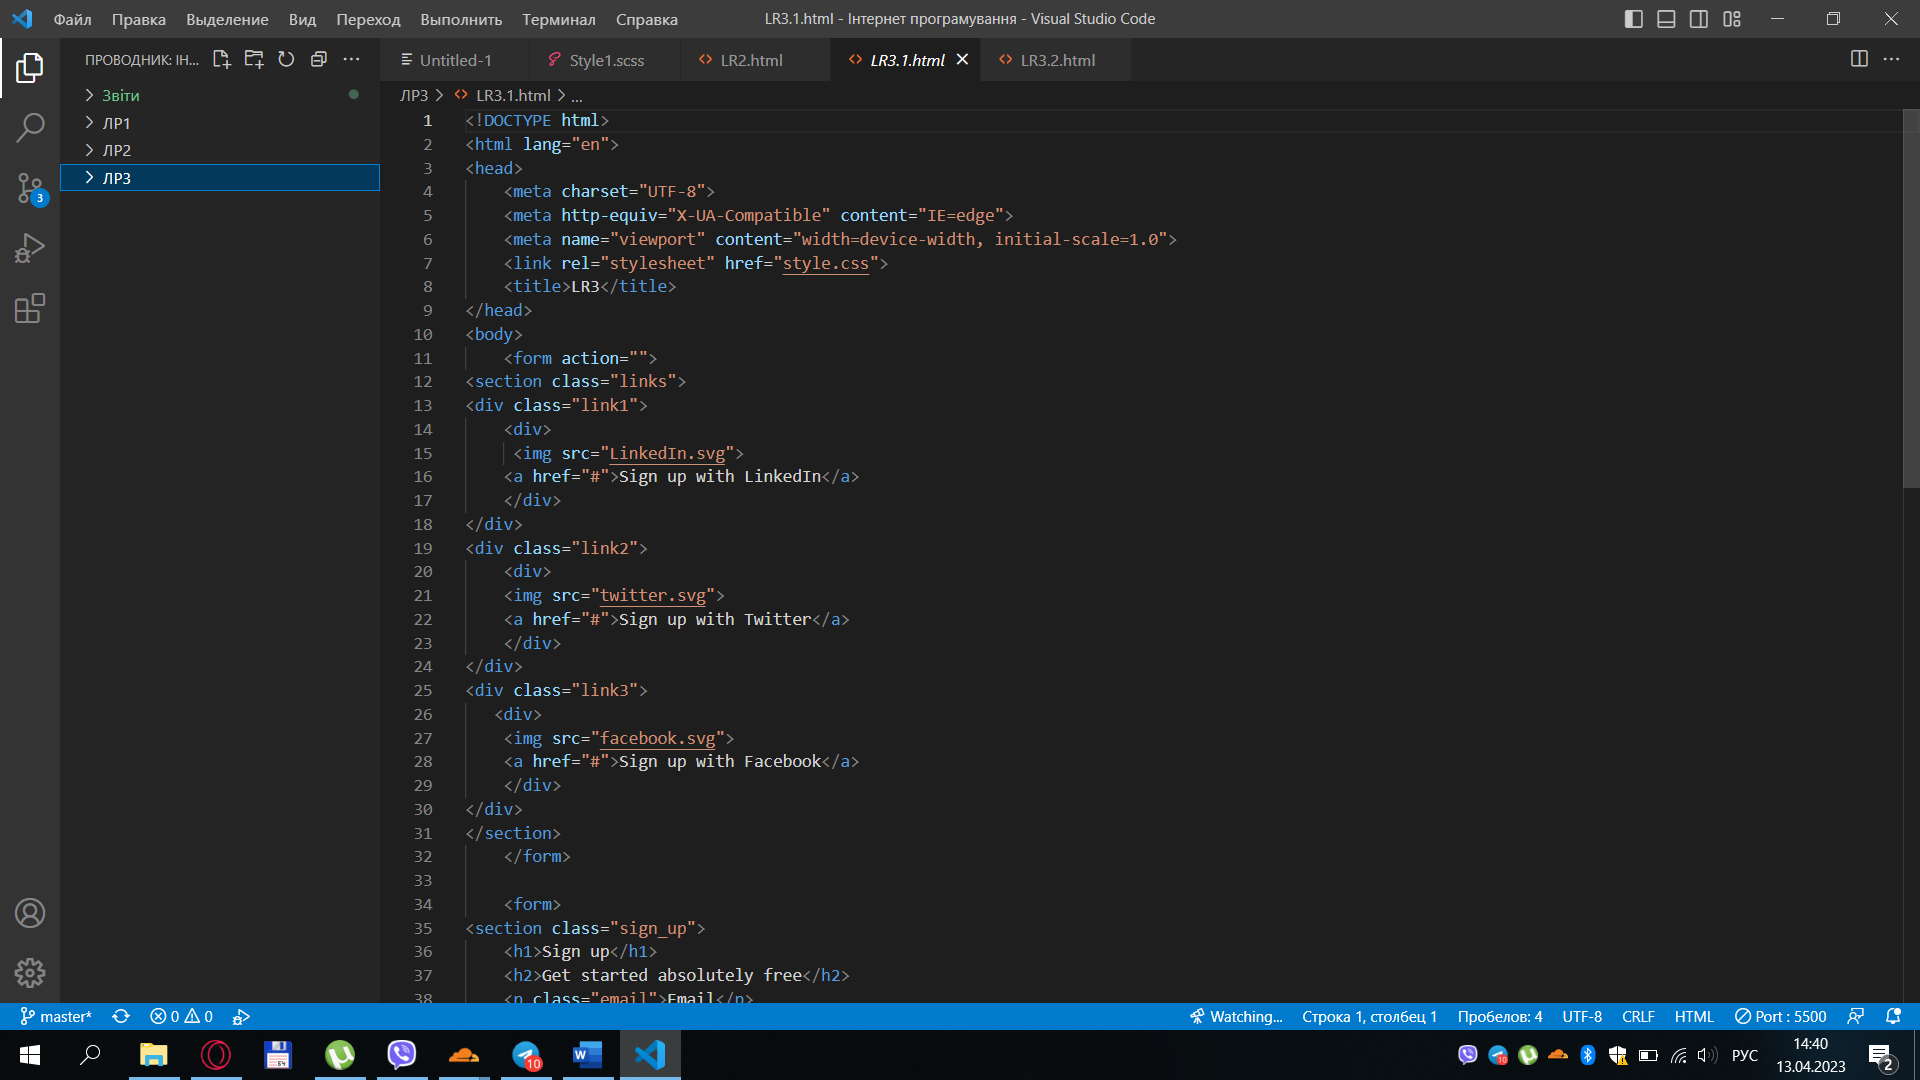 Файл Правка Выделение Вид Переход Выполнить Терминал Справка LR3.1.html - Інтернет програмування - Visual Studio Code
ПРОВОДНИК: ІН...
Untitled-1 Style1.scss LR2.html LR3.1.html LR3.2.html
ЛР3 > LR3.1.html > ...
Звіти
ЛР1
ЛР2
ЛР3
3
1 <!DOCTYPE html>
2 <html lang="en">
3 <head>
4 <meta charset="UTF-8">
5 <meta http-equiv="X-UA-Compatible" content="IE=edge">
6 <meta name="viewport" content="width=device-width, initial-scale=1.0">
7 <link rel="stylesheet" href="style.css">
8 <title>LR3</title>
9 </head>
10 <body>
11 <form action="">
12 <section class="links">
13 <div class="link1">
14 <div>
15 <img src="LinkedIn.svg">
16 <a href="#">Sign up with LinkedIn</a>
17 </div>
18 </div>
19 <div class="link2">
20 <div>
21 <img src="twitter.svg">
22 <a href="#">Sign up with Twitter</a>
23 </div>
24 </div>
25 <div class="link3">
26 <div>
27 <img src="facebook.svg">
28 <a href="#">Sign up with Facebook</a>
29 </div>
30 </div>
31 </section>
32 </form>
33
34 <form>
35 <section class="sign_up">
36 <h1>Sign up</h1>
37 <h2>Get started absolutely free</h2>
38 <p class="email">Email</p>
master* 0 0 Watching... Строка 1, столбец 1 Пробелов: 4 UTF-8 CRLF HTML Port : 5500
64 10 W 10 РУС 14:40
13.04.2023 2